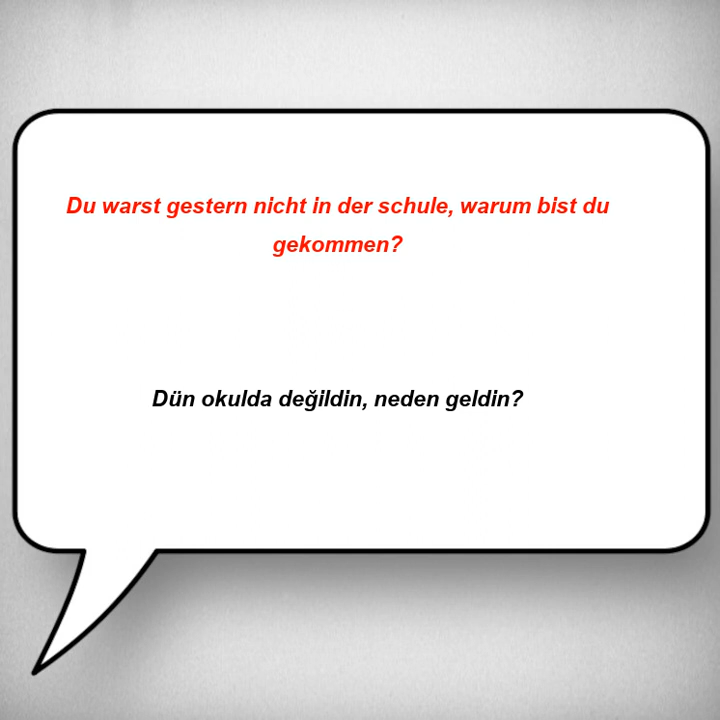 Du warst gestern nicht in der schule, warum bist du
gekommen?
Dün okulda değildin, neden geldin?